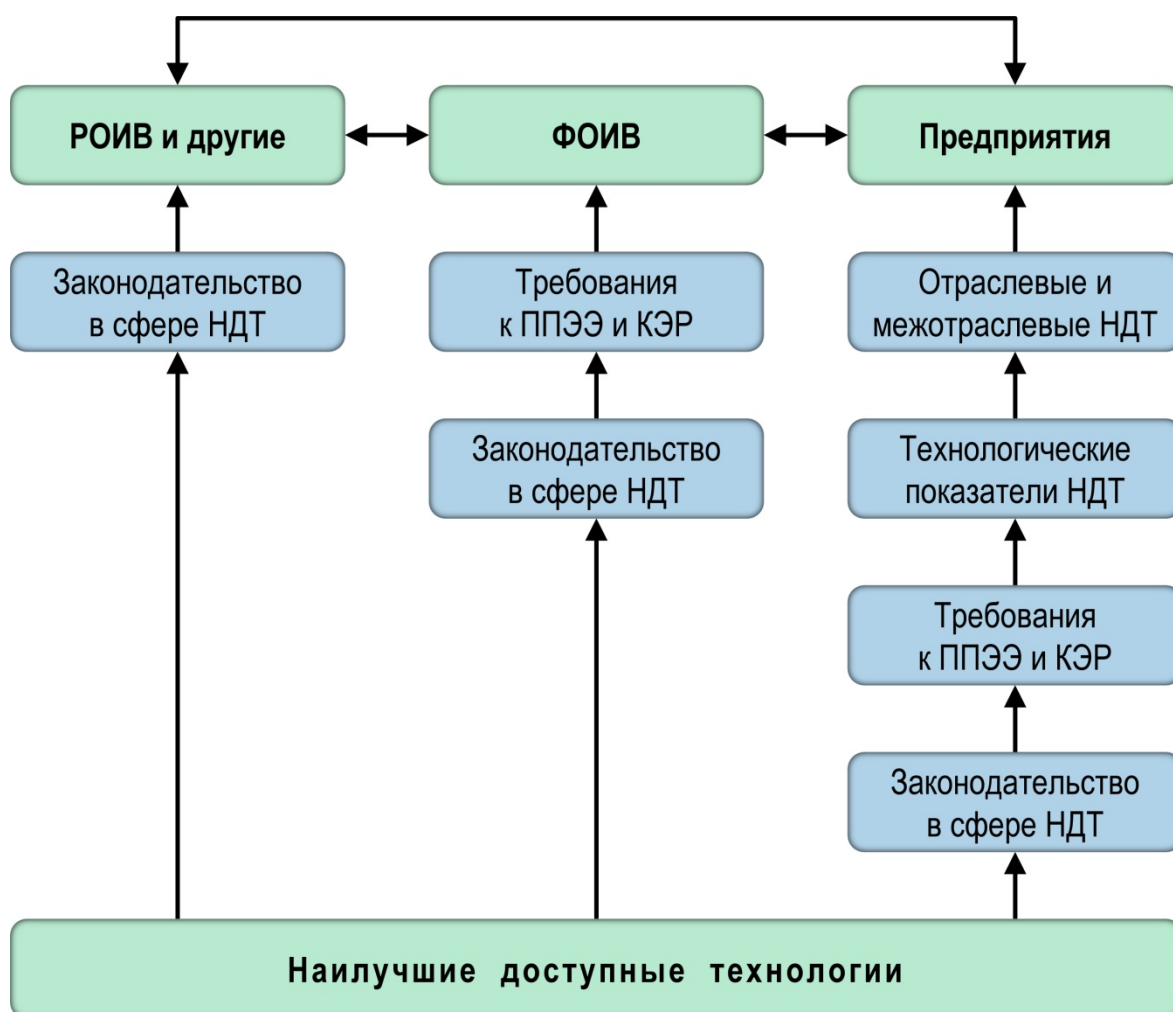 РОИВ и другие
ФОИВ
Предприятия
Законодательство
в сфере НДТ
Требования
к ППЭЭ и КЭР
Отраслевые и
межотраслевые НДТ
Законодательство
в сфере НДТ
Технологические
показатели НДТ
Требования
к ППЭЭ и КЭР
Законодательство
в сфере НДТ
Наилучшие доступные технологии